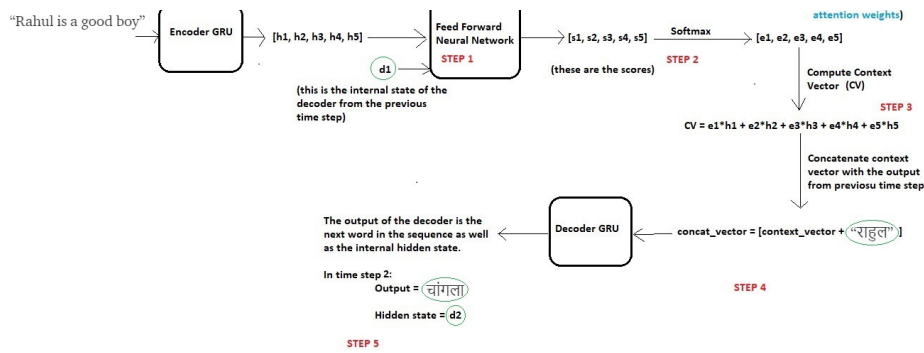 “Rahul is a good boy”
Encoder GRU
[h1, h2, h3, h4, h5]
Feed Forward
Neural Network
STEP 1
d1
(this is the internal state of the
decoder from the previous
time step)
[s1, s2, s3, s4, s5]
(these are the scores)
Softmax
STEP 2
attention weights)
[e1, e2, e3, e4, e5]
Compute Context
Vector (CV)
STEP 3
CV = e1*h1 + e2*h2 + e3*h3 + e4*h4 + e5*h5
Concatenate context
vector with the output
from previosu time step
concat_vector = [context_vector + “राहुल” ]
STEP 4
Decoder GRU
The output of the decoder is the
next word in the sequence as well
as the internal hidden state.
In time step 2:
Output = चांगला
Hidden state = d2
STEP 5